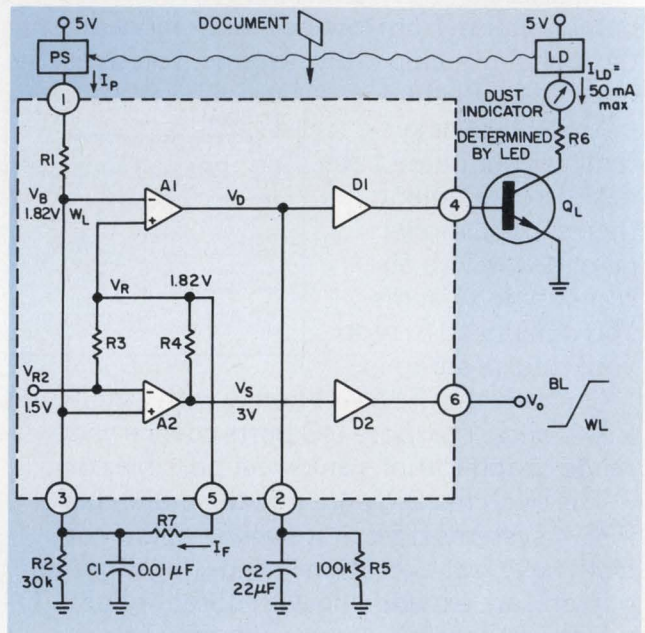 DOCUMENT
5V
5V
PS
LD
I_P
I_LD =
50 mA
max
1
DUST
INDICATOR
R1
DETERMINED
BY LED
R6
A1
V_D
D1
4
V_B
1.82V
W_L
Q_L
V_R
1.82V
R3
R4
V_R2
1.5V
A2
V_S
3V
D2
6
V_o
BL
WL
3
5
2
R7
I_F
R2
30k
C1
0.01 μF
C2
22μF
R5
100k